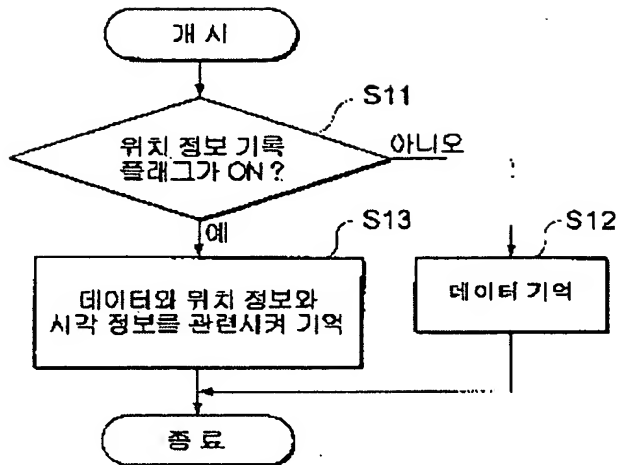 개 시
S11
위치 정보 기록
플래그가 ON ?
아니오
예
S13
S12
데이터와 위치 정보와
시각 정보를 관련시켜 기억
데이터 기억
종 료